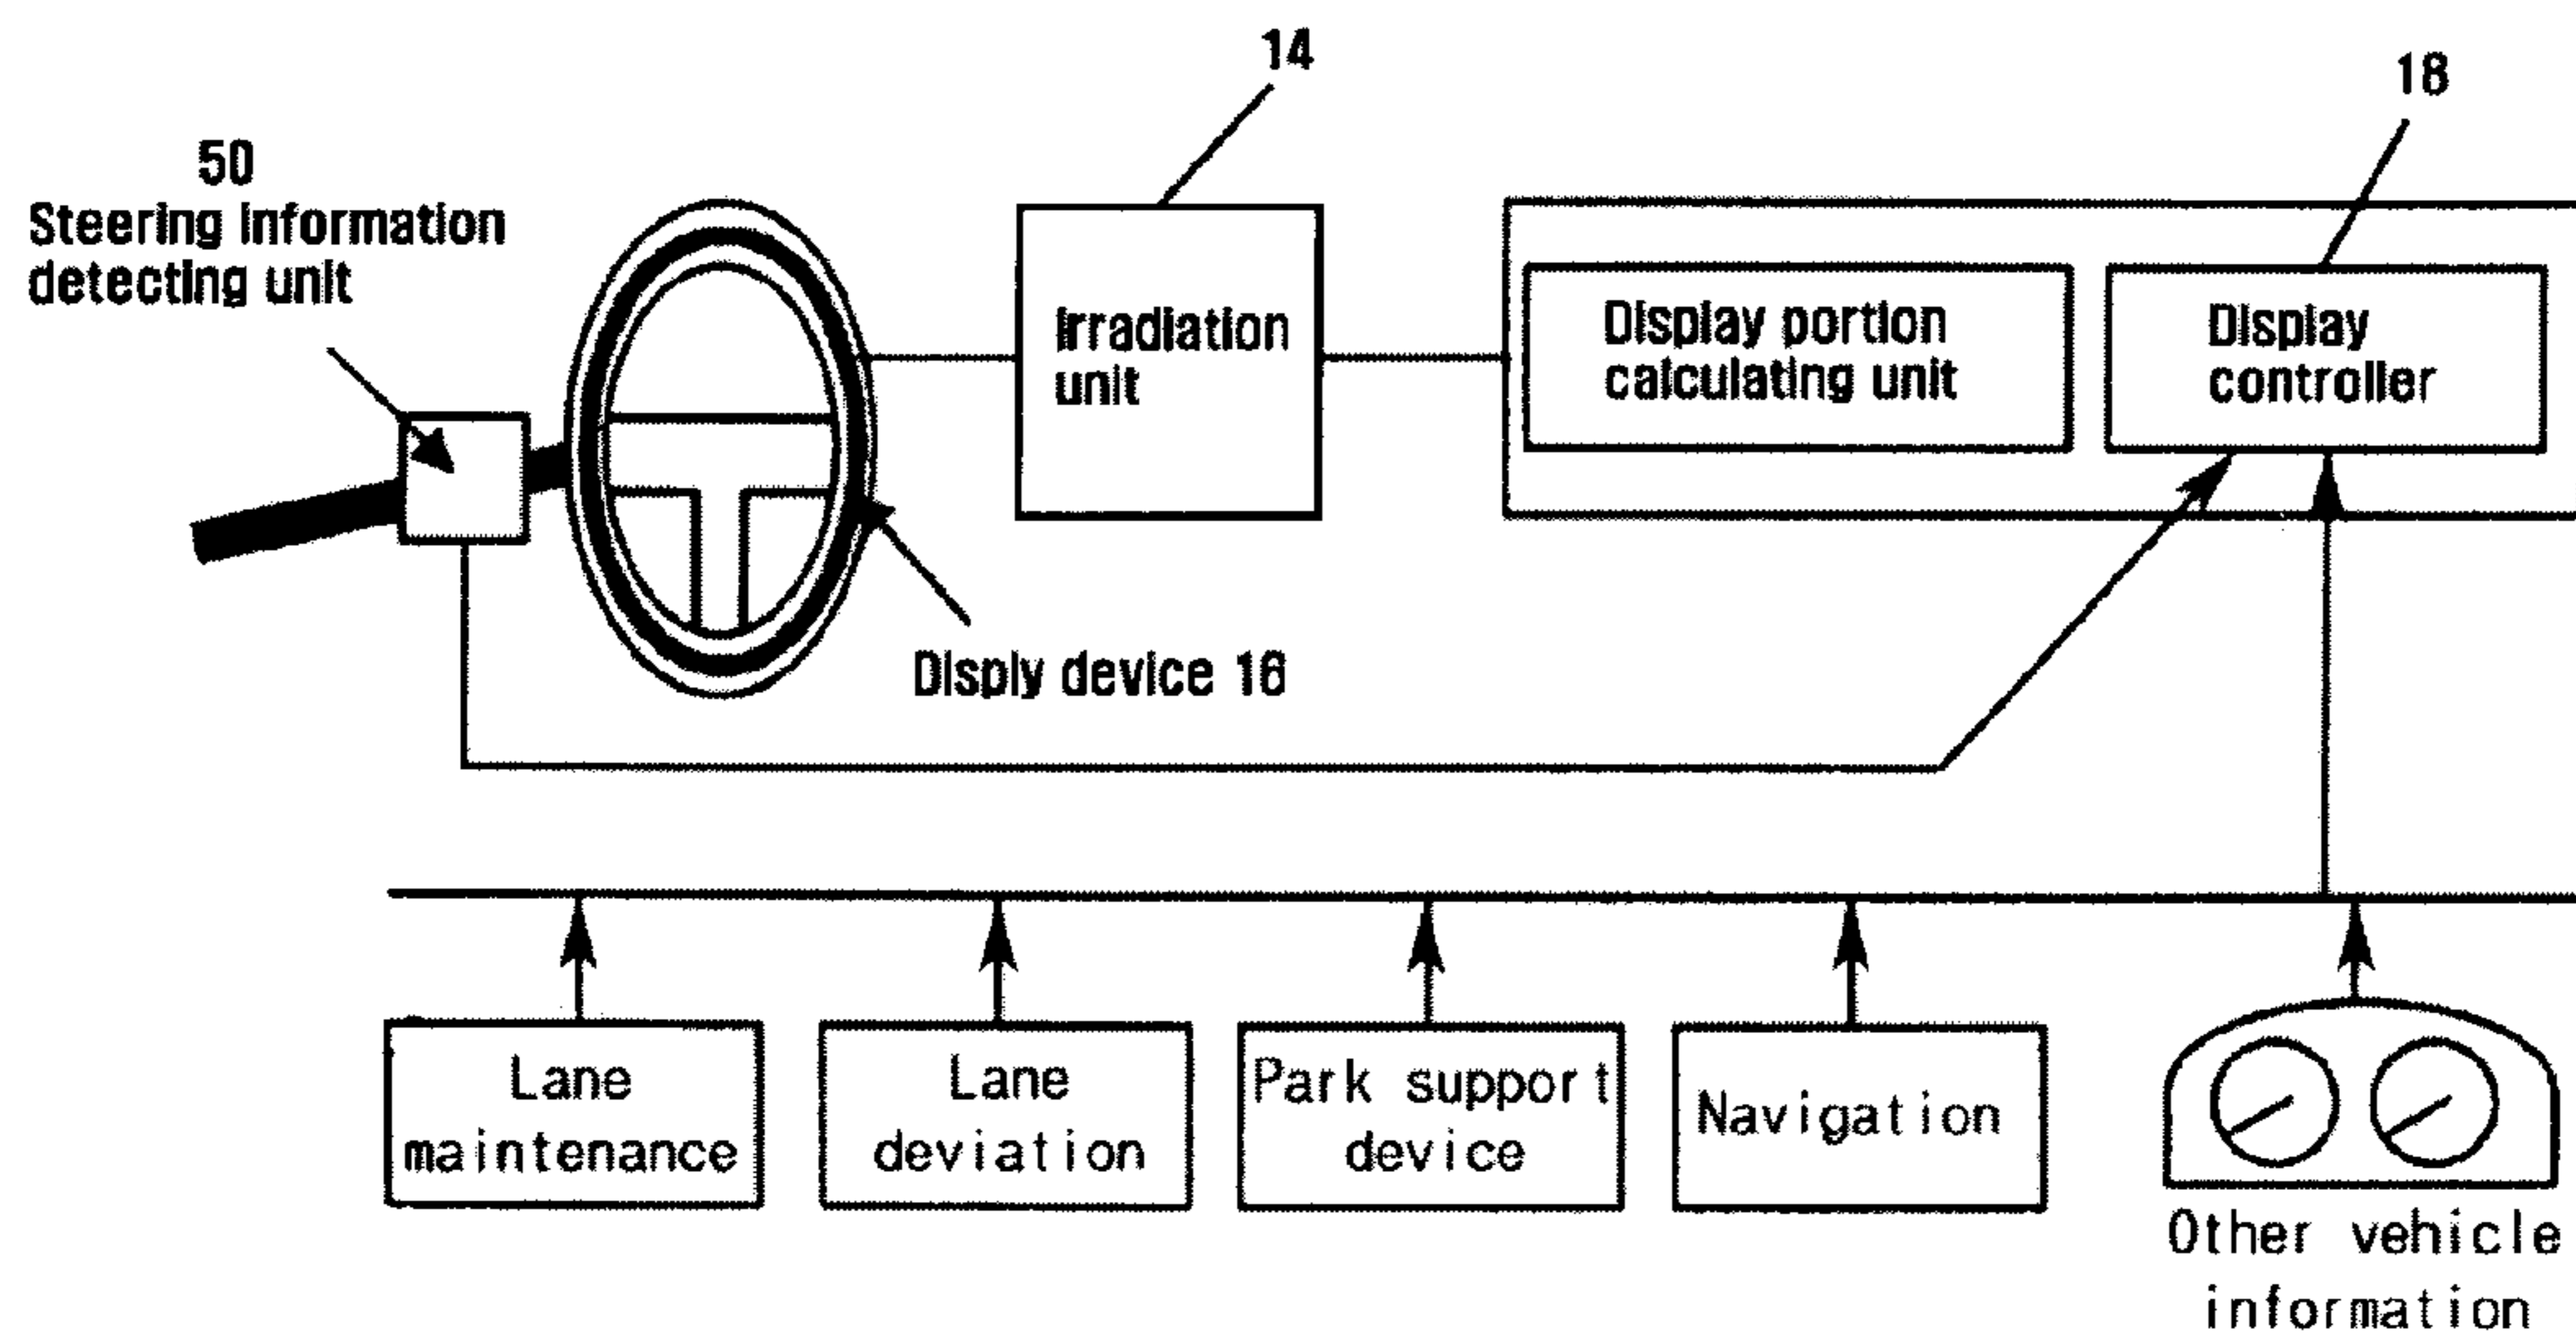 14
18
50
Steering information
detecting unit
Irradiation
unit
Display portion
calculating unit
Display
controller
Disply device 16
Lane
maintenance
Lane
deviation
Park support
device
Navigation
Other vehicle
information